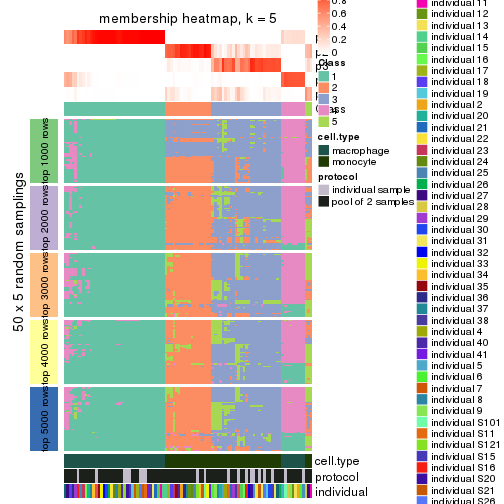 membership heatmap, k = 5
50 x 5 random samplings
top 1000 rows
top 2000 rows
top 3000 rows
top 4000 rows
top 5000 rows
cell.type
protocol
individual
0.8
0.6
0.4
0.2
0
Class
1
2
3
4
5
cell.type
macrophage
monocyte
protocol
individual sample
pool of 2 samples
individual 11
individual 12
individual 13
individual 14
individual 15
individual 16
individual 17
individual 18
individual 19
individual 2
individual 20
individual 21
individual 22
individual 23
individual 24
individual 25
individual 26
individual 27
individual 28
individual 29
individual 30
individual 31
individual 32
individual 33
individual 34
individual 35
individual 36
individual 37
individual 38
individual 4
individual 40
individual 41
individual 5
individual 6
individual 7
individual 8
individual 9
individual S101
individual S11
individual S121
individual S15
individual S16
individual S20
individual S22
individual S26